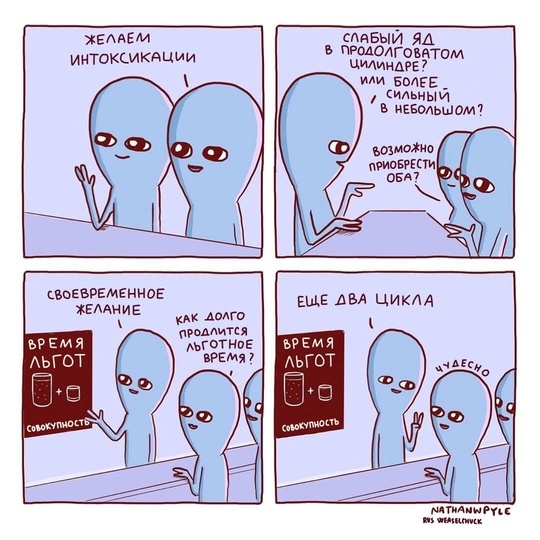 ЖЕЛАЕМ
ИНТОКСИКАЦИИ
СЛАБЫЙ ЯД
В ПРОДОЛГОВАТОМ
ЦИЛИНДРЕ?
ИЛИ БОЛЕЕ
СИЛЬНЫЙ
В НЕБОЛЬШОМ?
ВОЗМОЖНО
ПРИОБРЕСТИ
ОБА?
СВОЕВРЕМЕННОЕ
ЖЕЛАНИЕ
КАК ДОЛГО
ПРОДЛИТСЯ
ЛЬГОТНОЕ
ВРЕМЯ?
ВРЕМЯ
ЛЬГОТ
+
СОВОКУПНОСТЬ
ЕЩЕ ДВА ЦИКЛА
ЧУДЕСНО
ВРЕМЯ
ЛЬГОТ
+
СОВОКУПНОСТЬ
NATHANWPYLE
RUS WEASELCHUCK